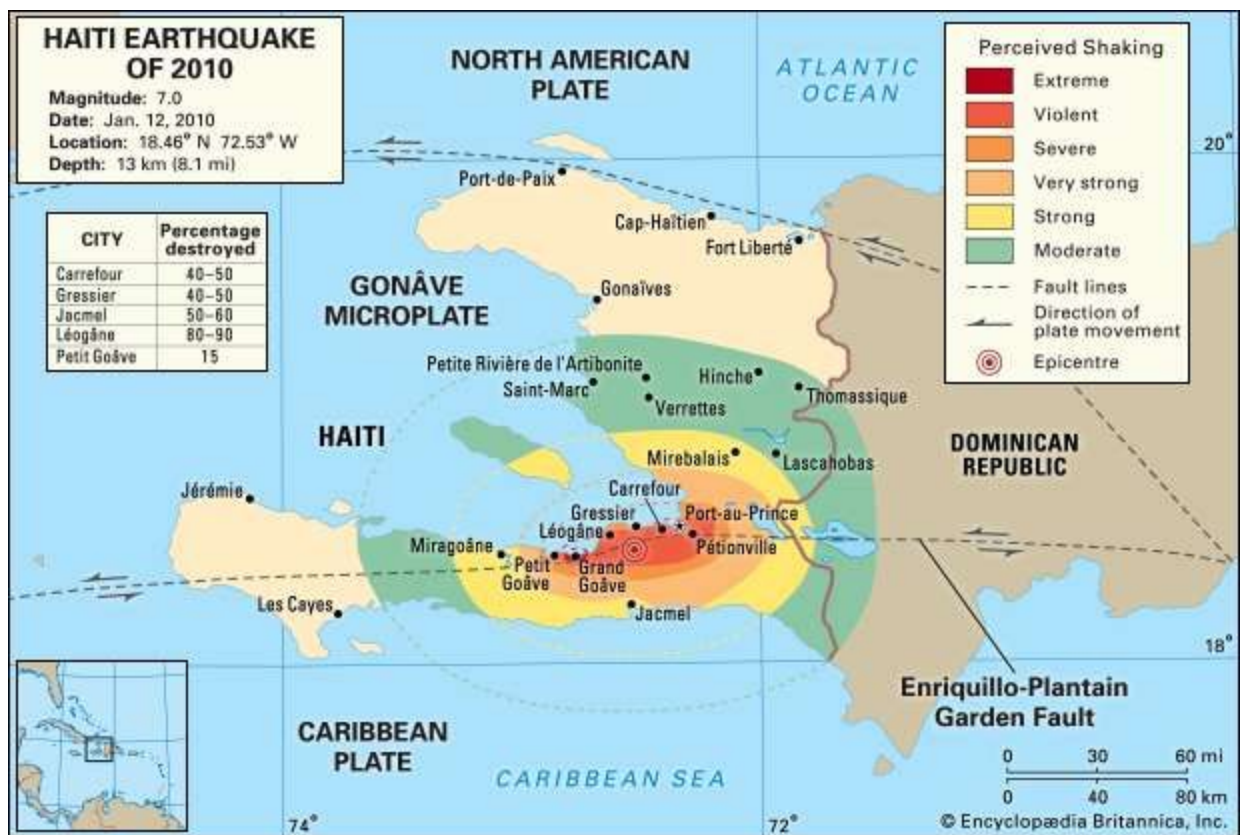 HAITI EARTHQUAKE
OF 2010
Magnitude: 7.0
Date: Jan. 12, 2010
Location: 18.46° N 72.53° W
Depth: 13 km (8.1 mi)
NORTH AMERICAN
PLATE
ATLANTIC
OCEAN
Perceived Shaking
Extreme
Violent
Severe
Very strong
Strong
Moderate
Fault lines
Direction of
plate movement
Epicentre
20°
CITY Percentage
destroyed
Carrefour 40–50
Gressier 40–50
Jacmel 50–60
Léogâne 80–90
Petit Goâve 15
Port-de-Paix
Cap-Haïtien
Fort Liberté
GONÂVE
MICROPLATE
Gonaïves
Petite Rivière de l'Artibonite
Saint-Marc
Verrettes
Hinche
Thomassique
HAITI
DOMINICAN
REPUBLIC
Mirebalais
Lascahobas
Jérémie
Carrefour
Gressier
Port-au-Prince
Léogâne
Pétionville
Miragoâne
Petit
Goâve
Grand
Goâve
Les Cayes
Jacmel
18°
Enriquillo-Plantain
Garden Fault
CARIBBEAN
PLATE
CARIBBEAN SEA
0 30 60 mi
0 40 80 km
74°
72°
© Encyclopædia Britannica, Inc.